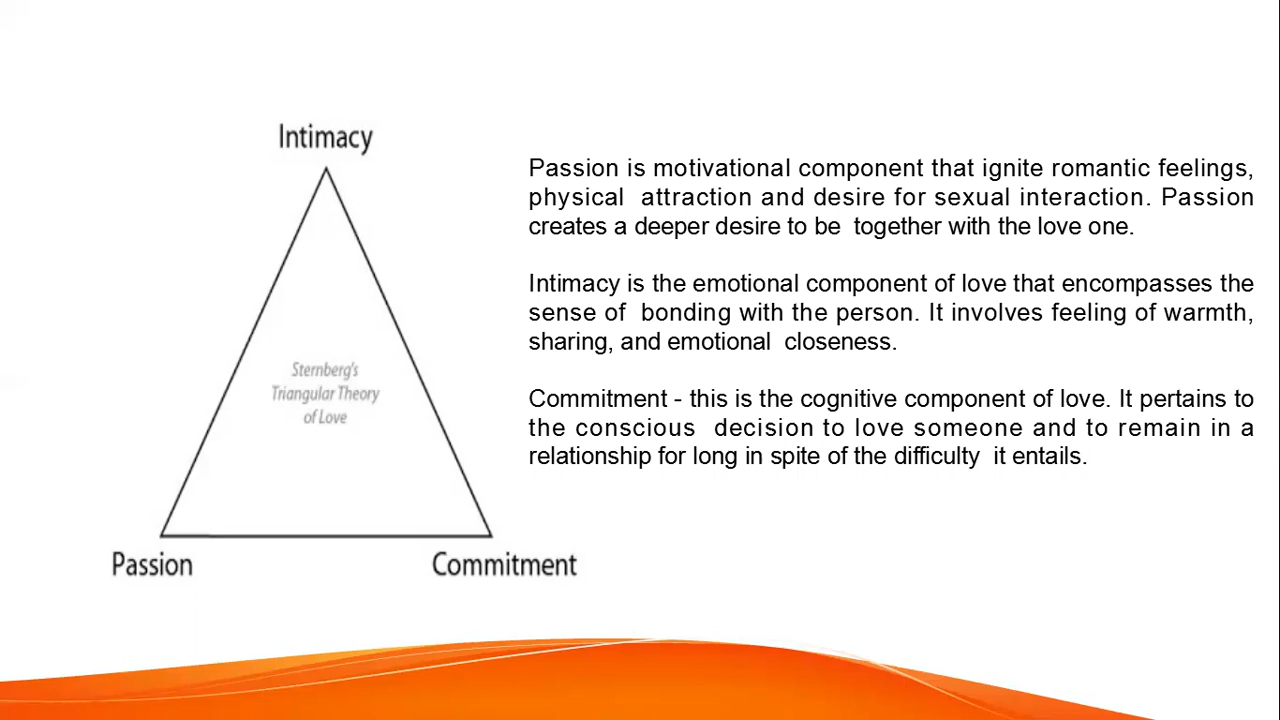 Intimacy
Sternberg's
Triangular Theory
of Love
Passion
Commitment
Passion is motivational component that ignite romantic feelings,
physical attraction and desire for sexual interaction. Passion
creates a deeper desire to be together with the love one.
Intimacy is the emotional component of love that encompasses the
sense of bonding with the person. It involves feeling of warmth,
sharing, and emotional closeness.
Commitment - this is the cognitive component of love. It pertains to
the conscious decision to love someone and to remain in a
relationship for long in spite of the difficulty it entails.